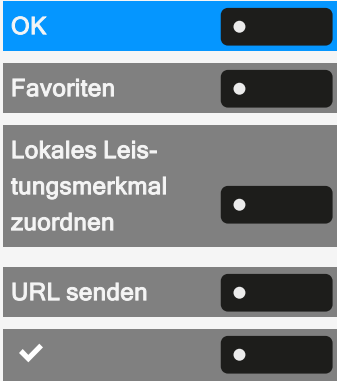 OK
Favoriten
Lokales Leis-
tungsmerkmal
zuordnen
URL senden